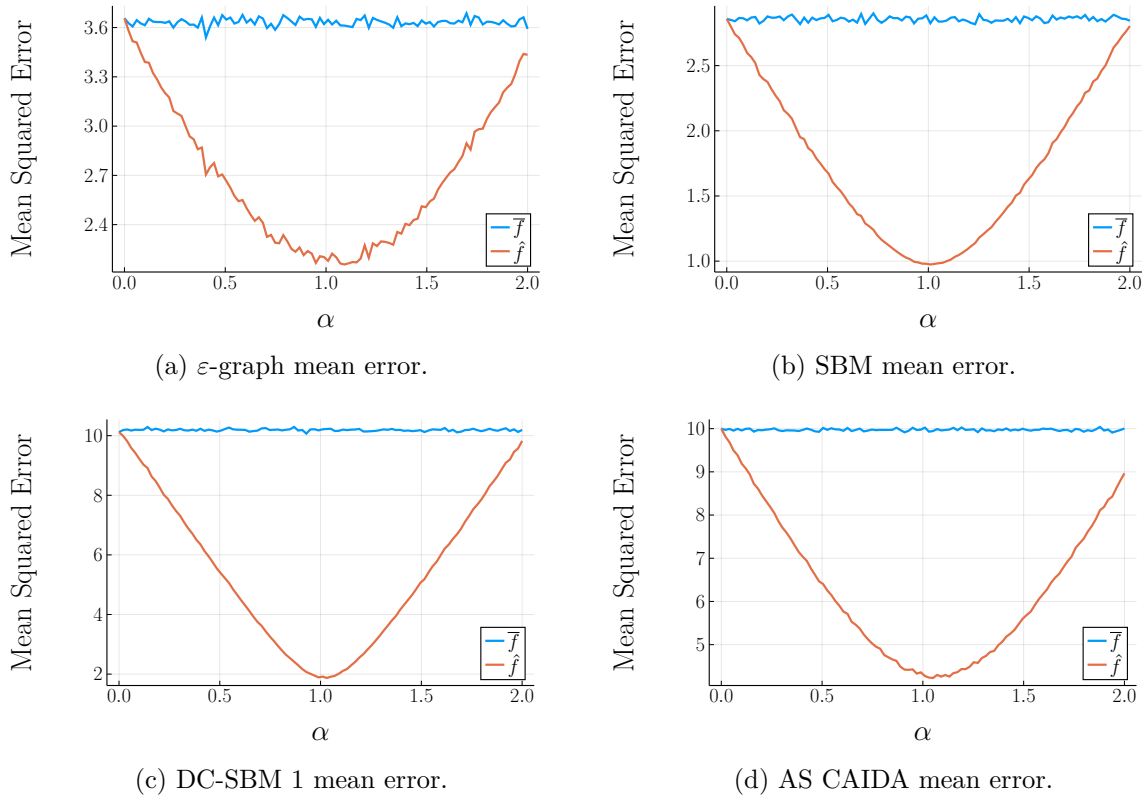 Mean Squared Error
3.6
3.3
3.0
2.7
2.4
0.0 0.5 1.0 1.5 2.0
α
f̅
f̂
(a) ε-graph mean error.
Mean Squared Error
2.5
2.0
1.5
1.0
0.0 0.5 1.0 1.5 2.0
α
f̅
f̂
(b) SBM mean error.
Mean Squared Error
10
8
6
4
2
0.0 0.5 1.0 1.5 2.0
α
f̅
f̂
(c) DC-SBM 1 mean error.
Mean Squared Error
10
9
8
7
6
5
0.0 0.5 1.0 1.5 2.0
α
f̅
f̂
(d) AS CAIDA mean error.